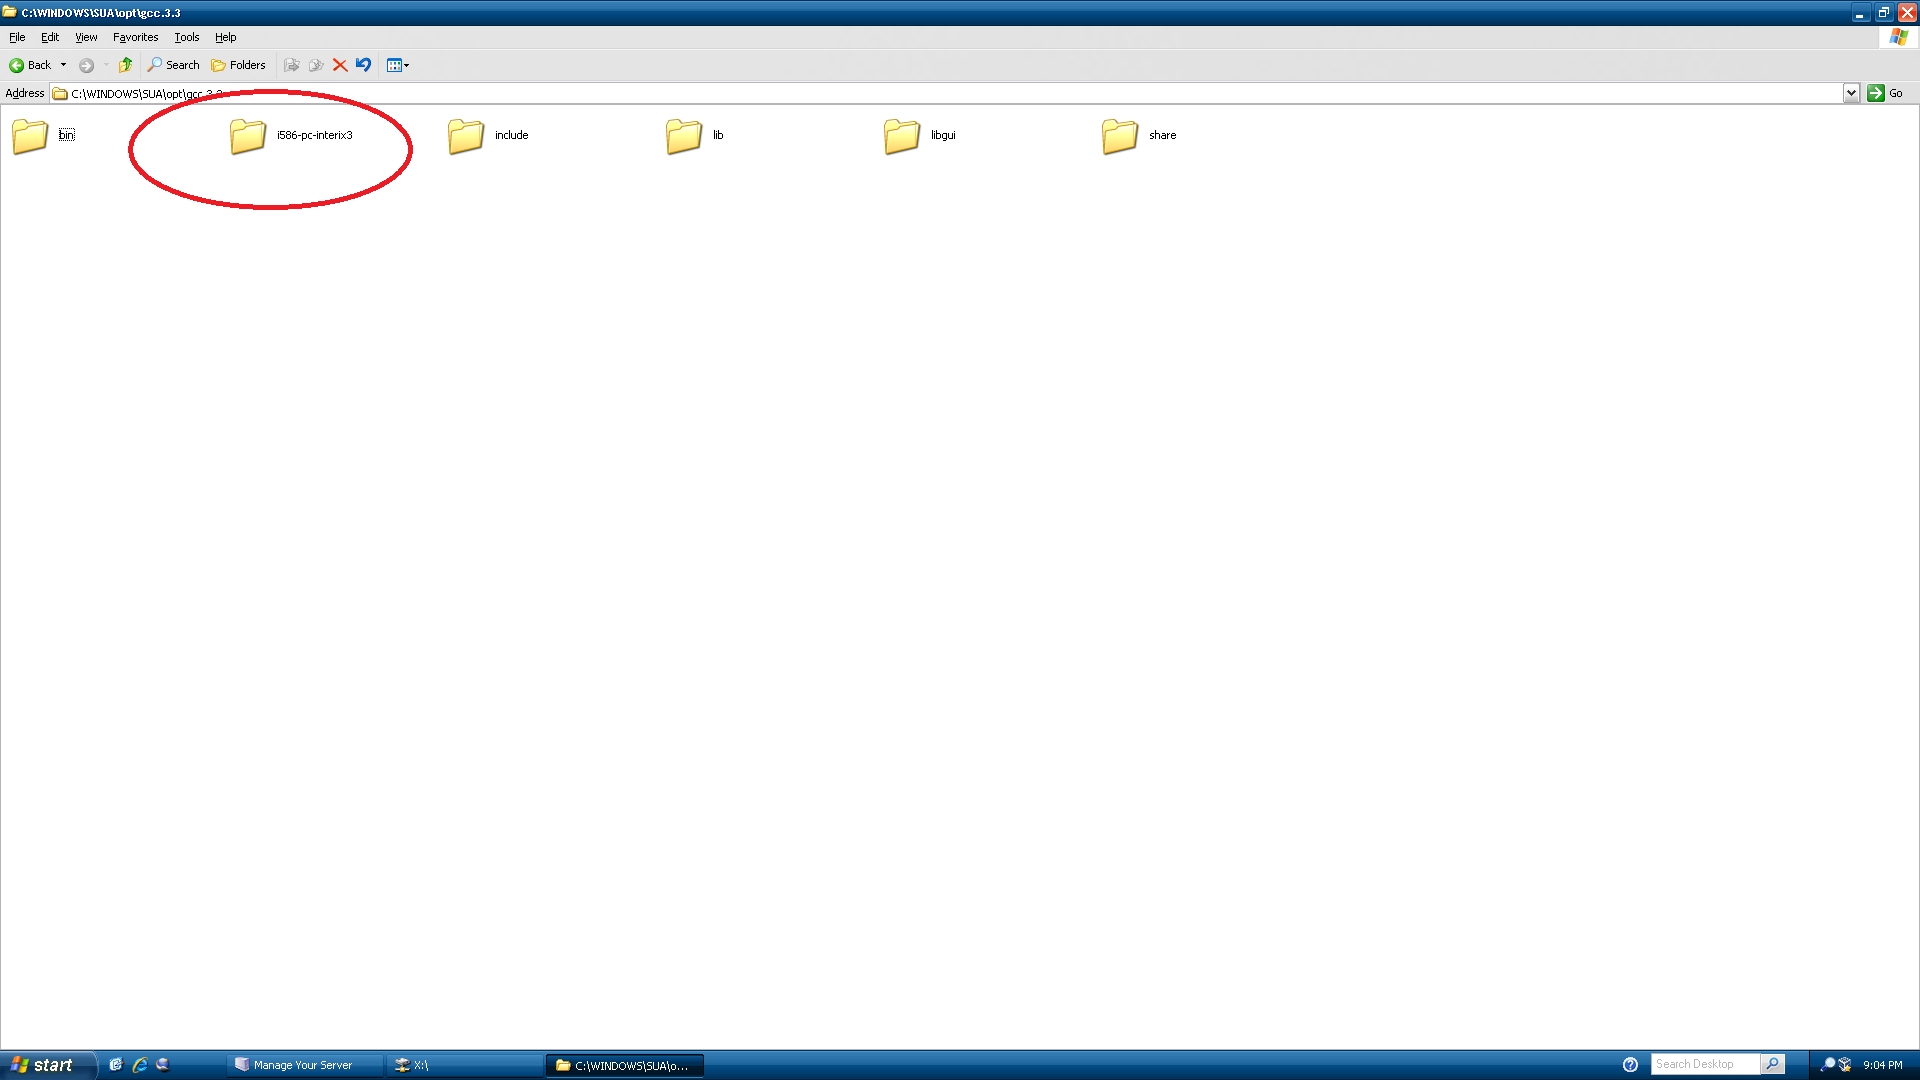 C:\WINDOWS\SUA\opt\gcc.3.3
File Edit View Favorites Tools Help
Back Search Folders
Address C:\WINDOWS\SUA\opt\gcc.3.3 Go
bin i586-pc-interix3 include lib libgui share
start Manage Your Server X:\ C:\WINDOWS\SUA\o... Search Desktop 9:04 PM